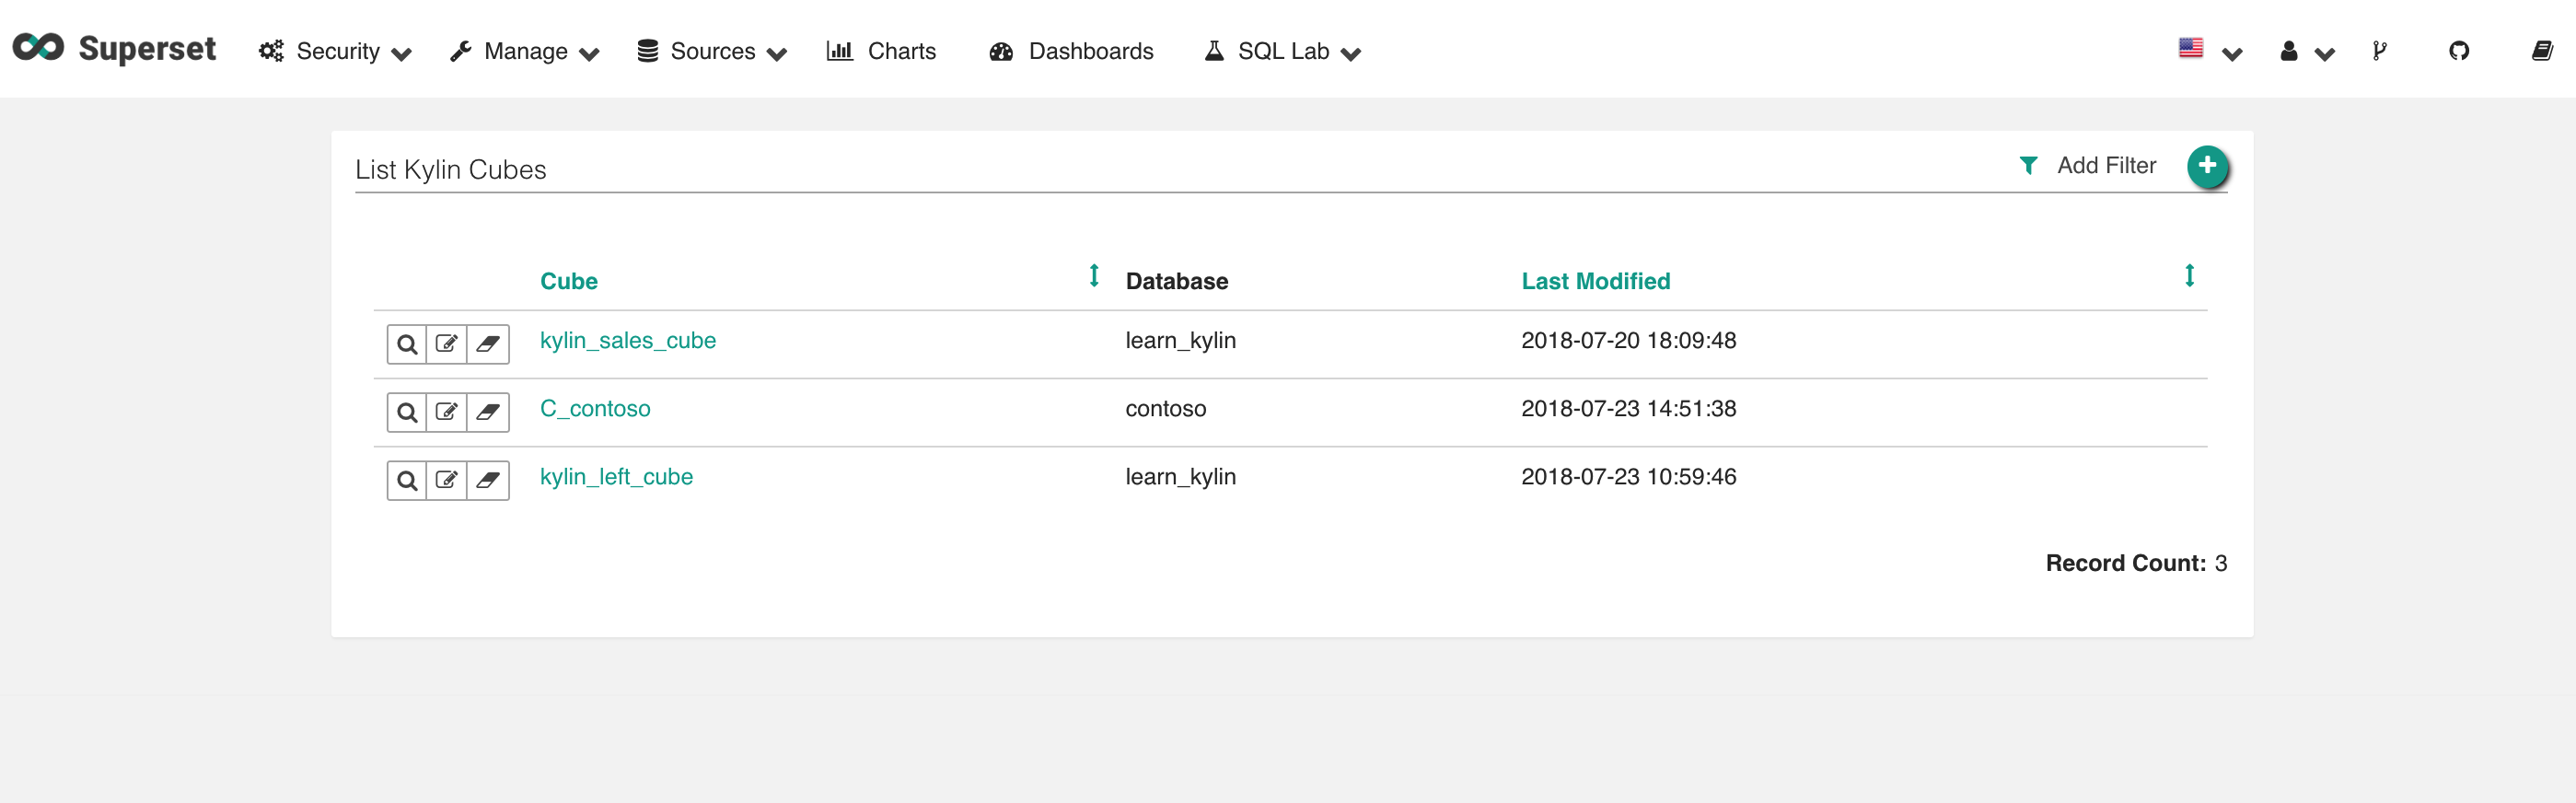 Superset Security Manage Sources Charts Dashboards SQL Lab
List Kylin Cubes Add Filter
Cube Database Last Modified
kylin_sales_cube learn_kylin 2018-07-20 18:09:48
C_contoso contoso 2018-07-23 14:51:38
kylin_left_cube learn_kylin 2018-07-23 10:59:46
Record Count: 3